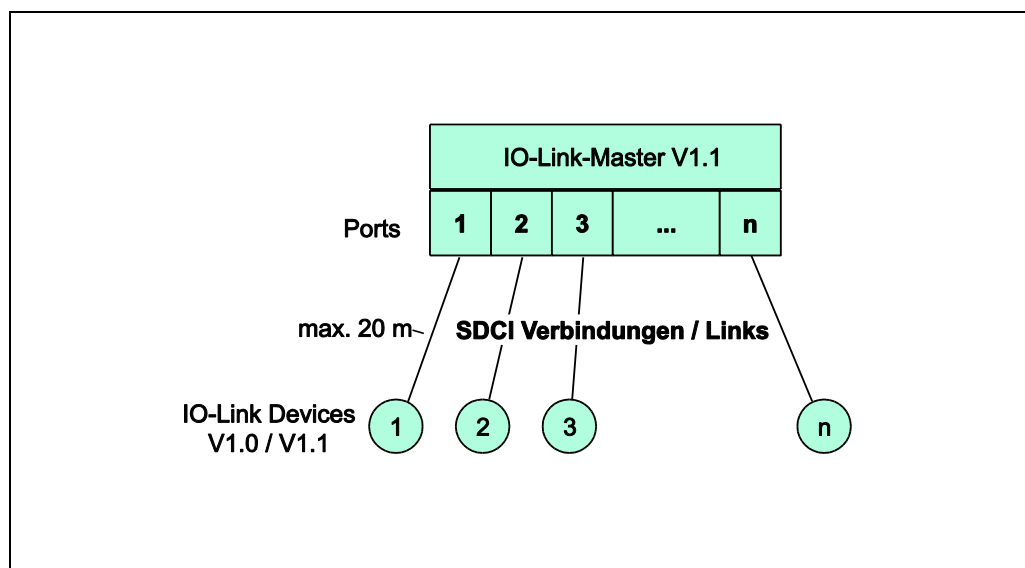 IO-Link-Master V1.1
Ports 1 2 3 ... n
max. 20 m
SDCI Verbindungen / Links
IO-Link Devices
V1.0 / V1.1
1 2 3 n